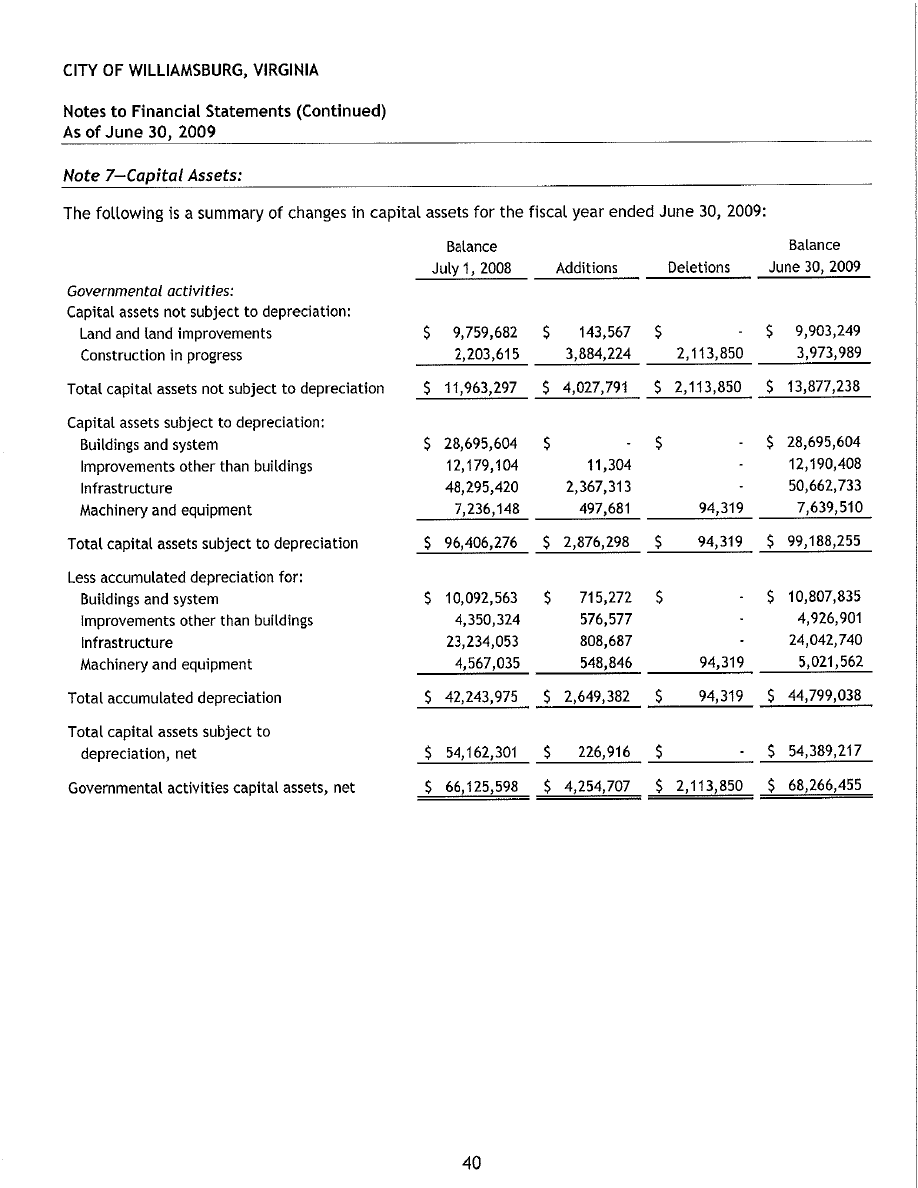 CITY OF WILLIAMSBURG, VIRGINIA
Notes to Financial Statements (Continued)
As of June 30, 2009
Note 7—Capital Assets:
The following is a summary of changes in capital assets for the fiscal year ended June 30, 2009:
Balance Balance
July 1, 2008 Additions Deletions June 30, 2009
Governmental activities:
Capital assets not subject to depreciation:
Land and land improvements $ 9,759,682 $ 143,567 $ - $ 9,903,249
Construction in progress 2,203,615 3,884,224 2,113,850 3,973,989
Total capital assets not subject to depreciation $ 11,963,297 $ 4,027,791 $ 2,113,850 $ 13,877,238
Capital assets subject to depreciation:
Buildings and system $ 28,695,604 $ - $ - $ 28,695,604
Improvements other than buildings 12,179,104 11,304 - 12,190,408
Infrastructure 48,295,420 2,367,313 - 50,662,733
Machinery and equipment 7,236,148 497,681 94,319 7,639,510
Total capital assets subject to depreciation $ 96,406,276 $ 2,876,298 $ 94,319 $ 99,188,255
Less accumulated depreciation for:
Buildings and system $ 10,092,563 $ 715,272 $ - $ 10,807,835
Improvements other than buildings 4,350,324 576,577 - 4,926,901
Infrastructure 23,234,053 808,687 - 24,042,740
Machinery and equipment 4,567,035 548,846 94,319 5,021,562
Total accumulated depreciation $ 42,243,975 $ 2,649,382 $ 94,319 $ 44,799,038
Total capital assets subject to
depreciation, net $ 54,162,301 $ 226,916 $ - $ 54,389,217
Governmental activities capital assets, net $ 66,125,598 $ 4,254,707 $ 2,113,850 $ 68,266,455
40